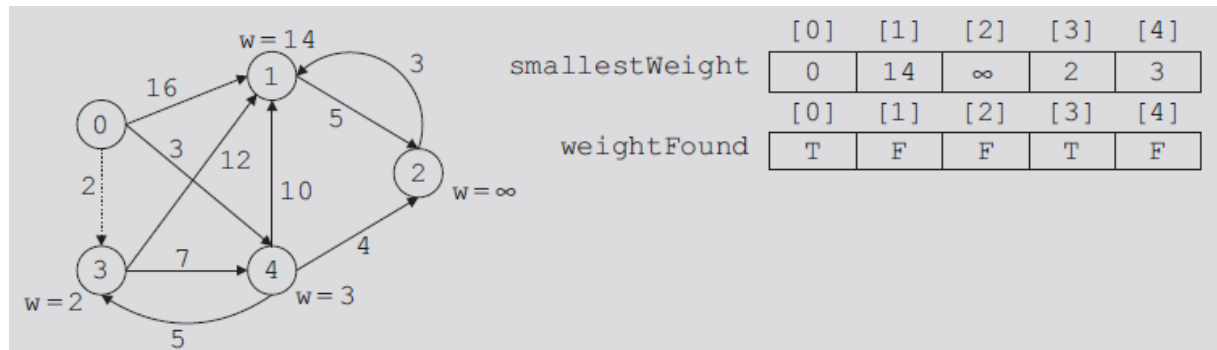 w = 14
[0] [1] [2] [3] [4]
smallestWeight 0 14 ∞ 2 3
[0] [1] [2] [3] [4]
weightFound T F F T F
1
3
16
5
0
3
12
2
2
10
w = ∞
4
3
7
4
w = 2
w = 3
5